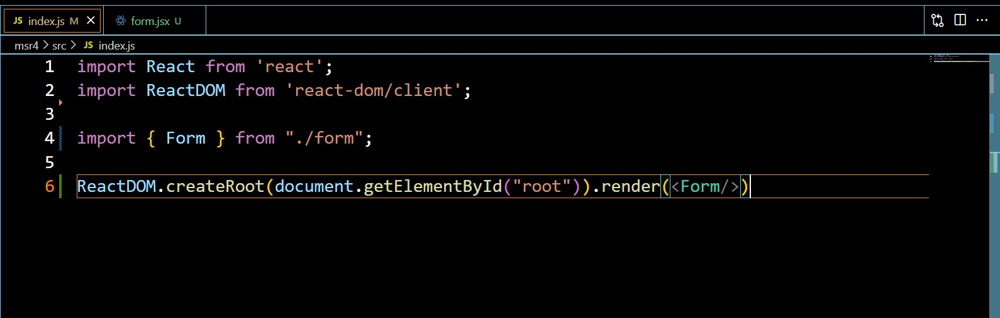 JS index.js M × form.jsx U
msr4 > src > JS index.js
1 import React from 'react';
2 import ReactDOM from 'react-dom/client';
3
4 import { Form } from "./form";
5
6 ReactDOM.createRoot(document.getElementById("root")).render(<Form/>)